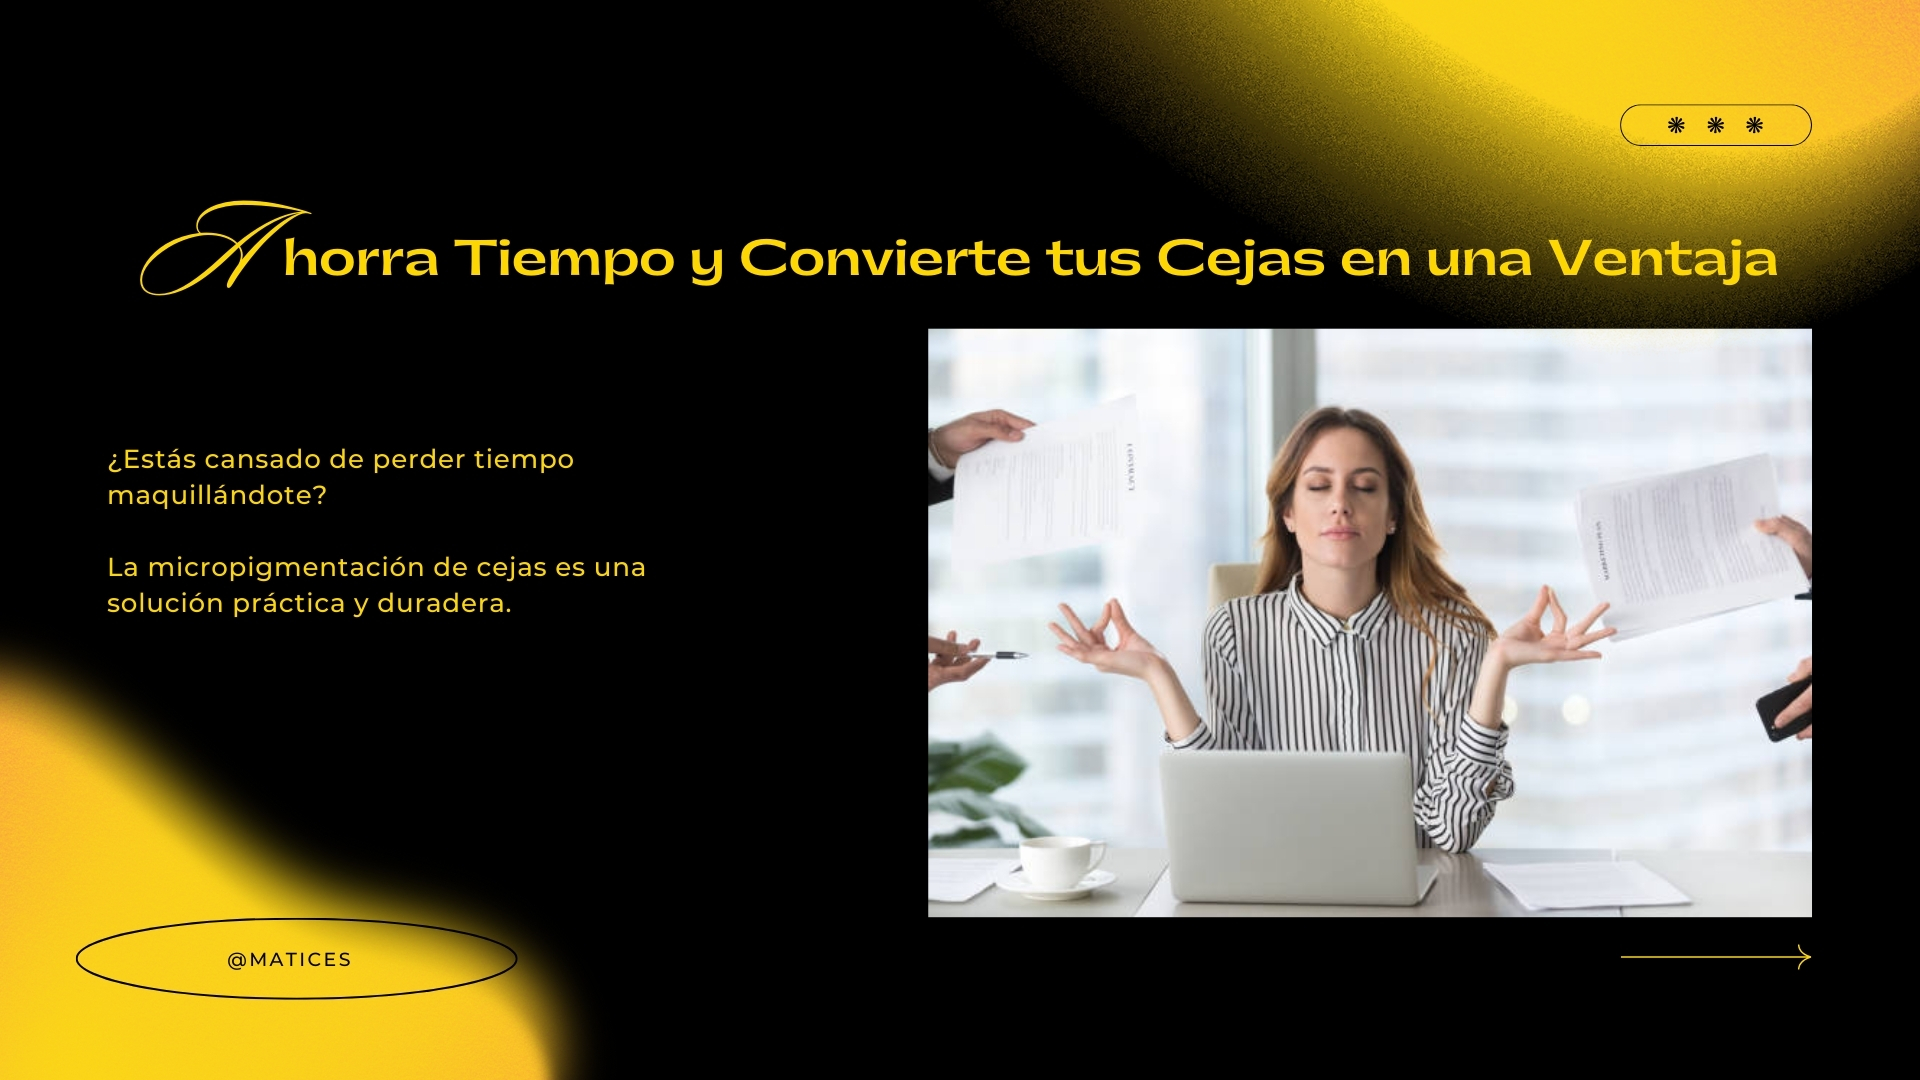 Ahorra Tiempo y Convierte tus Cejas en una Ventaja
¿Estás cansado de perder tiempo
maquillándote?
La micropigmentación de cejas es una
solución práctica y duradera.
@MATICES